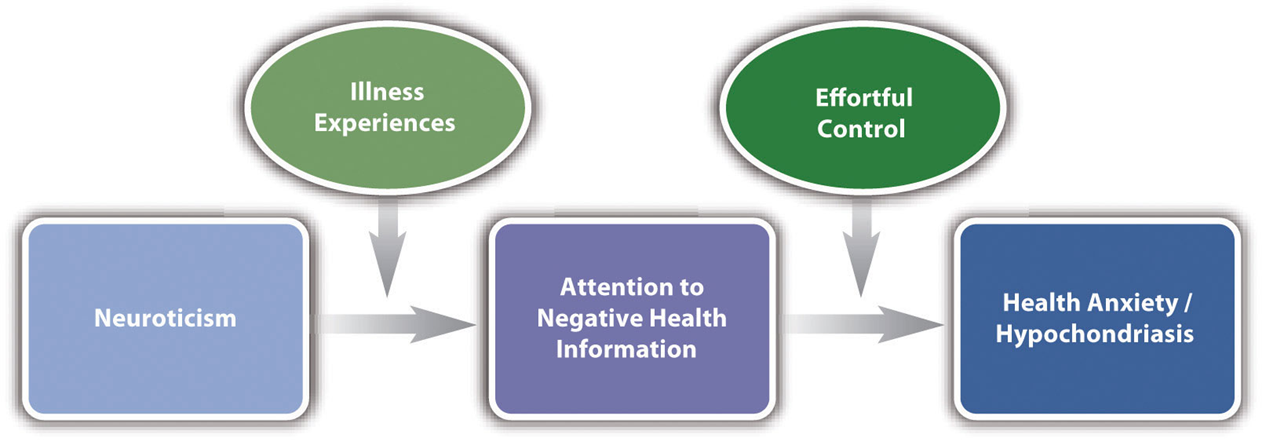 Illness
Experiences
Effortful
Control
Neuroticism
Attention to
Negative Health
Information
Health Anxiety /
Hypochondriasis